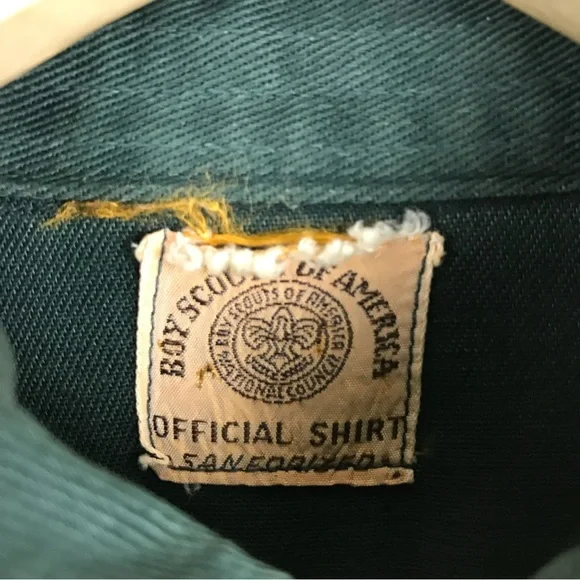 BOY SCOUTS OF AMERICA
BOY SCOUTS OF AMERICA
NATIONAL COUNCIL
OFFICIAL SHIRT
SANFORIZED